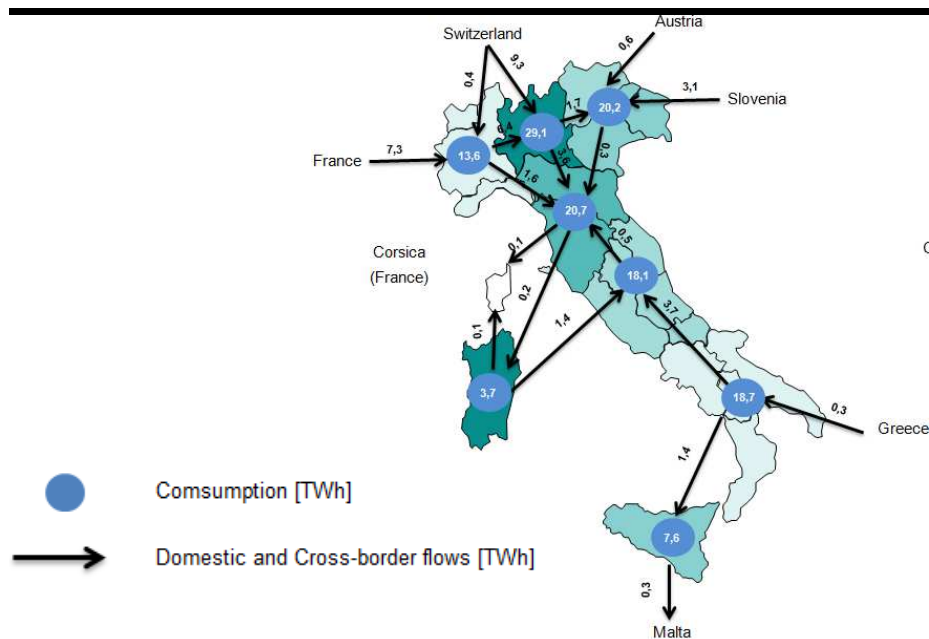 Austria
Switzerland
0,6
9,3
0,4
1,7
20,2
3,1
Slovenia
29,1
France
7,3
13,6
3,6
0,3
1,6
20,7
0,5
0,1
Corsica
(France)
18,1
0,2
3,7
1,4
0,1
3,7
18,7
0,3
Greece
1,4
Comsumption [TWh]
7,6
Domestic and Cross-border flows [TWh]
0,3
Malta